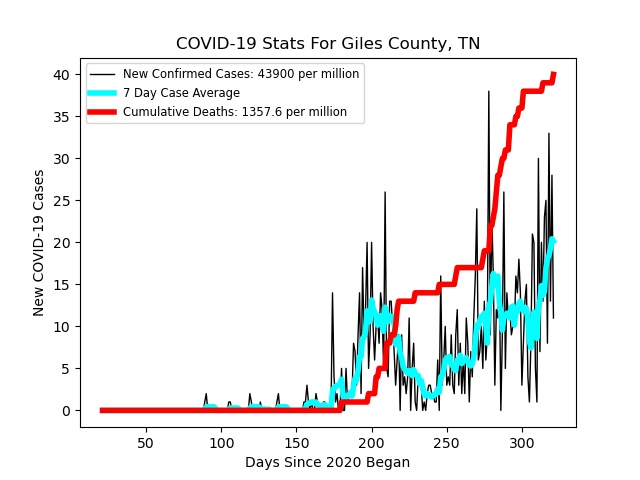 COVID-19 Stats For Giles County, TN
New Confirmed Cases: 43900 per million
7 Day Case Average
Cumulative Deaths: 1357.6 per million
New COVID-19 Cases
40
35
30
25
20
15
10
5
0
50 100 150 200 250 300
Days Since 2020 Began